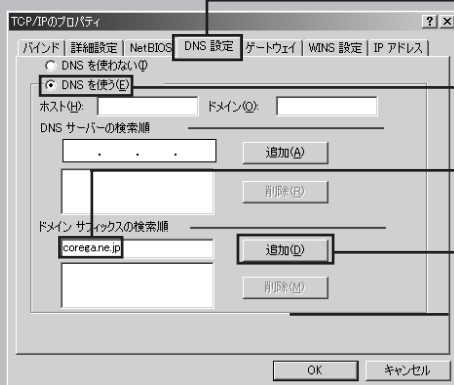 TCP/IPのプロパティ ? ×
バインド 詳細設定 NetBIOS DNS 設定 ゲートウェイ WINS 設定 IP アドレス
DNS を使わない(I)
DNS を使う(E)
ホスト(H): ドメイン(O):
DNS サーバーの検索順
. . . 追加(A)
削除(R)
ドメイン サフィックスの検索順
corega.ne.jp 追加(D)
削除(M)
OK キャンセル